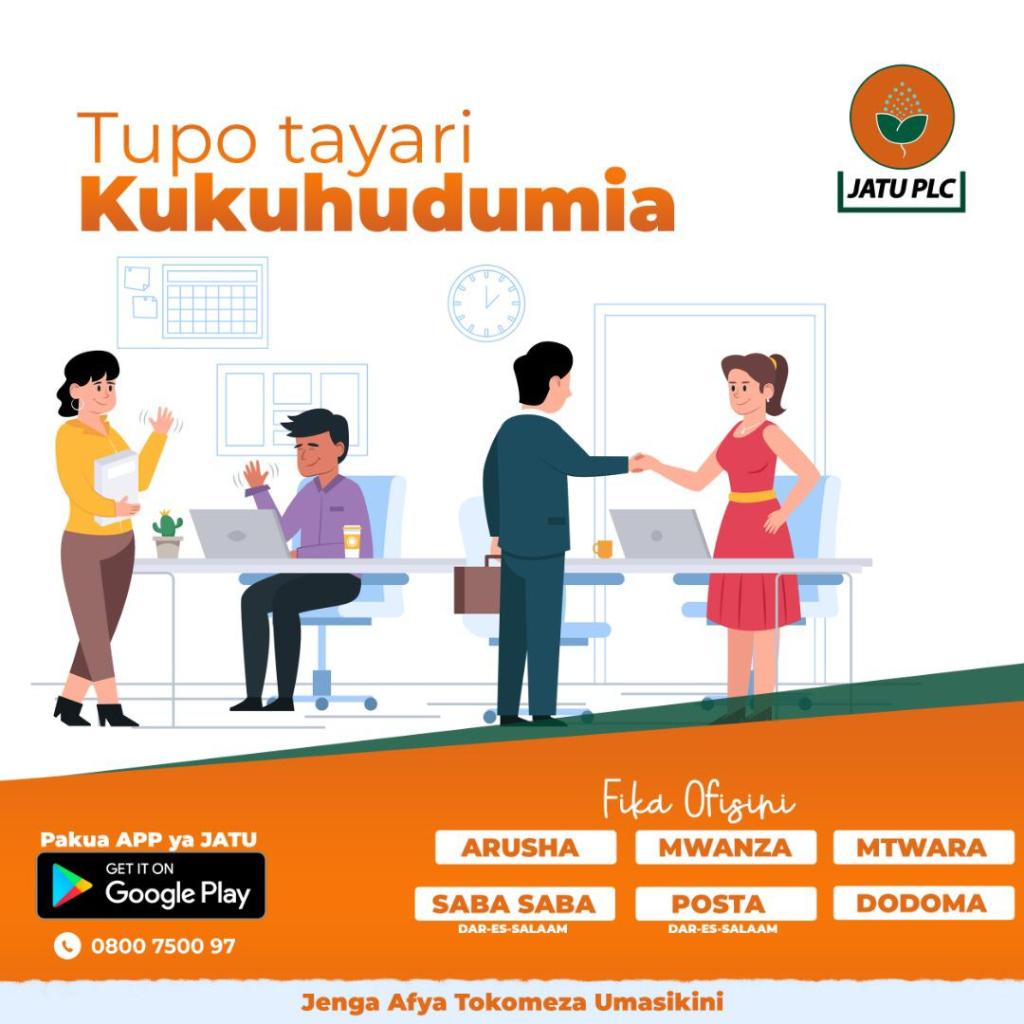 Tupo tayari
Kukuhudumia
JATU PLC
Fika Ofisini
ARUSHA
MWANZA
MTWARA
SABA SABA
DAR-ES-SALAAM
POSTA
DAR-ES-SALAAM
DODOMA
Pakua APP ya JATU
GET IT ON
Google Play
0800 7500 97
Jenga Afya Tokomeza Umasikini